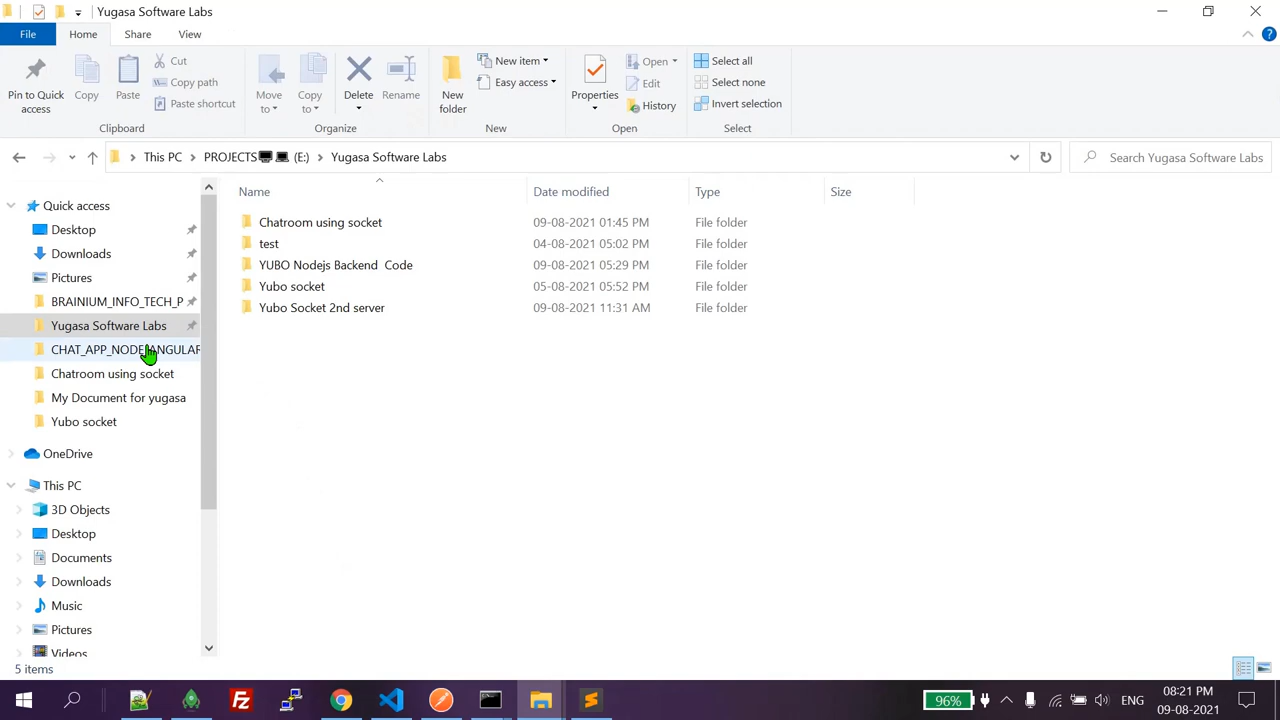 Yugasa Software Labs
File
Home
Share
View
Pin to Quick access
Copy
Paste
Cut
Copy path
Paste shortcut
Clipboard
Move to
Copy to
Delete
Rename
Organize
New folder
New item
Easy access
New
Properties
Open
Edit
History
Open
Select all
Select none
Invert selection
Select
This PC
PROJECTS
(E:)
Yugasa Software Labs
Search Yugasa Software Labs
Name
Date modified
Type
Size
Chatroom using socket 09-08-2021 01:45 PM File folder
test 04-08-2021 05:02 PM File folder
YUBO Nodejs Backend Code 09-08-2021 05:29 PM File folder
Yubo socket 05-08-2021 05:52 PM File folder
Yubo Socket 2nd server 09-08-2021 11:31 AM File folder
Quick access
Desktop
Downloads
Pictures
BRAINIUM_INFO_TECH_P
Yugasa Software Labs
CHAT_APP_NODE ANGULAR
Chatroom using socket
My Document for yugasa
Yubo socket
OneDrive
This PC
3D Objects
Desktop
Documents
Downloads
Music
Pictures
Videos
5 items
96%
ENG
08:21 PM
09-08-2021